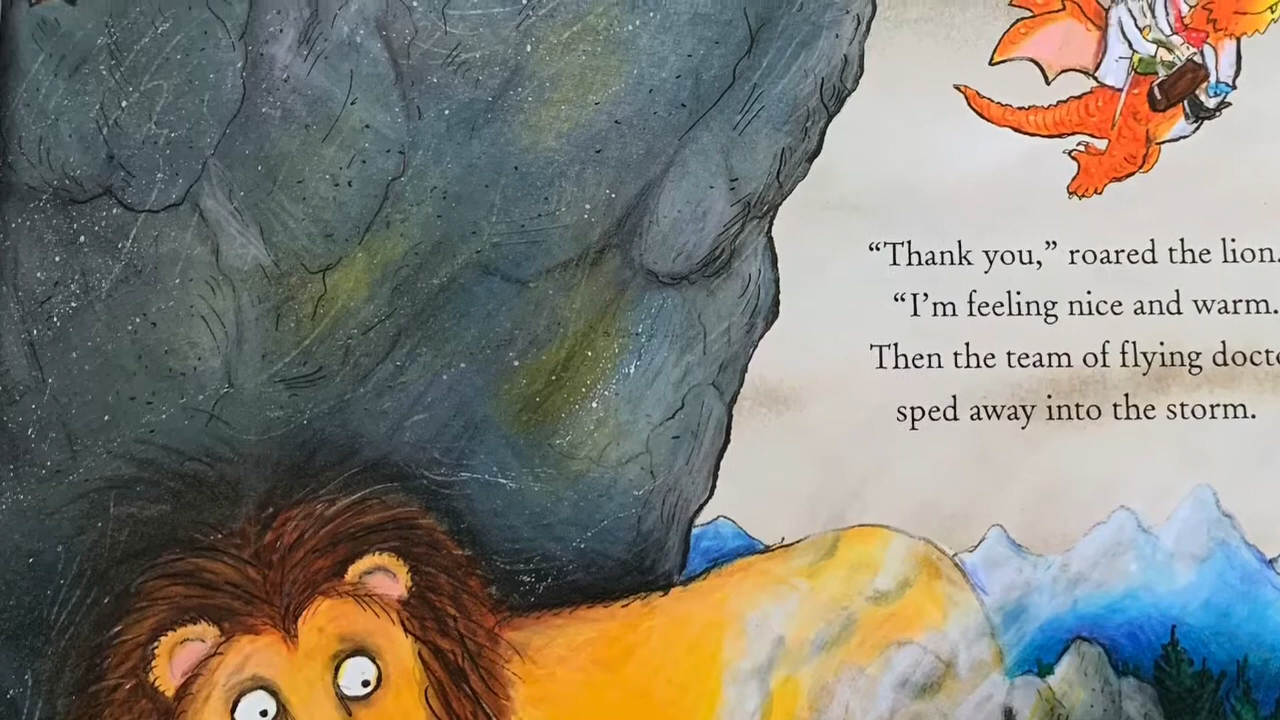 “Thank you,” roared the lion.
“I’m feeling nice and warm.
Then the team of flying
sped away into the storm.